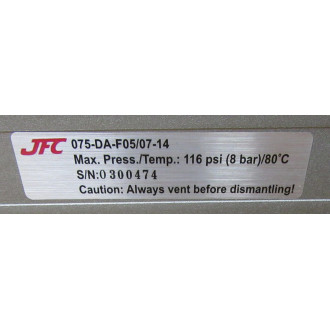 JFC 075-DA-F05/07-14
Max. Press./Temp.: 116 psi (8 bar)/80°C
S/N:0300474
Caution: Always vent before dismantling!